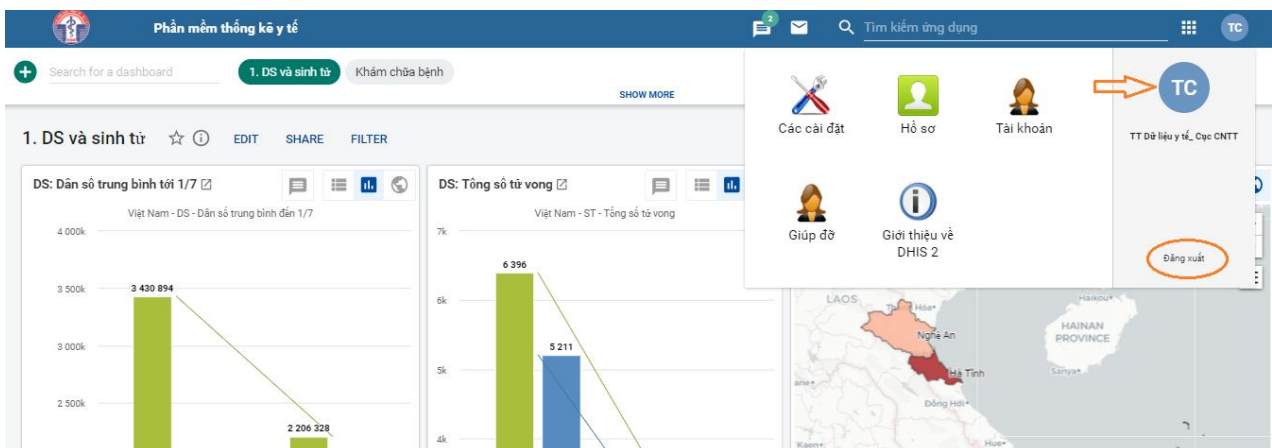 Phần mềm thống kê y tế
2
Tìm kiếm ứng dụng
TC
Search for a dashboard
1. DS và sinh tử
Khám chữa bệnh
SHOW MORE
Các cài đặt
Hồ sơ
Tài khoản
Giúp đỡ
Giới thiệu về
DHIS 2
TC
TT Dữ liệu y tế_ Cục CNTT
Đăng xuất
1. DS và sinh tử
EDIT
SHARE
FILTER
DS: Dân số trung bình tới 1/7
Việt Nam - DS - Dân số trung bình đến 1/7
4 000k
3 500k
3 430 894
3 000k
2 500k
2 206 328
DS: Tổng số tử vong
Việt Nam - ST - Tổng số tử vong
7k
6 396
6k
5 211
5k
4k
LAOS
Nghệ An
Hà Tĩnh
Đồng Hới
Huế
Haikou
HAINAN
PROVINCE
Sanya